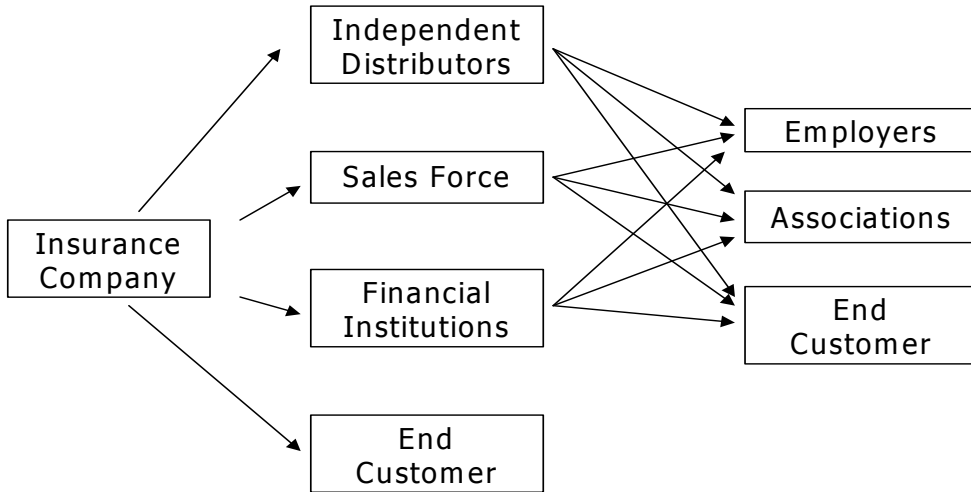 Independent
Distributors
Employers
Sales Force
Associations
Insurance
Company
Financial
Institutions
End
Customer
End
Customer